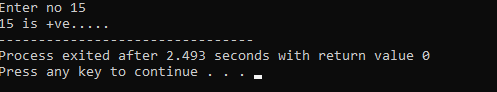 Enter no 15
15 is +ve.....
--------------------------------
Process exited after 2.493 seconds with return value 0
Press any key to continue . . .